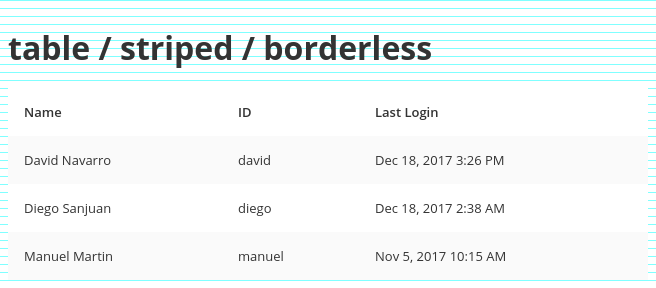 table / striped / borderless
Name ID Last Login
David Navarro david Dec 18, 2017 3:26 PM
Diego Sanjuan diego Dec 18, 2017 2:38 AM
Manuel Martin manuel Nov 5, 2017 10:15 AM